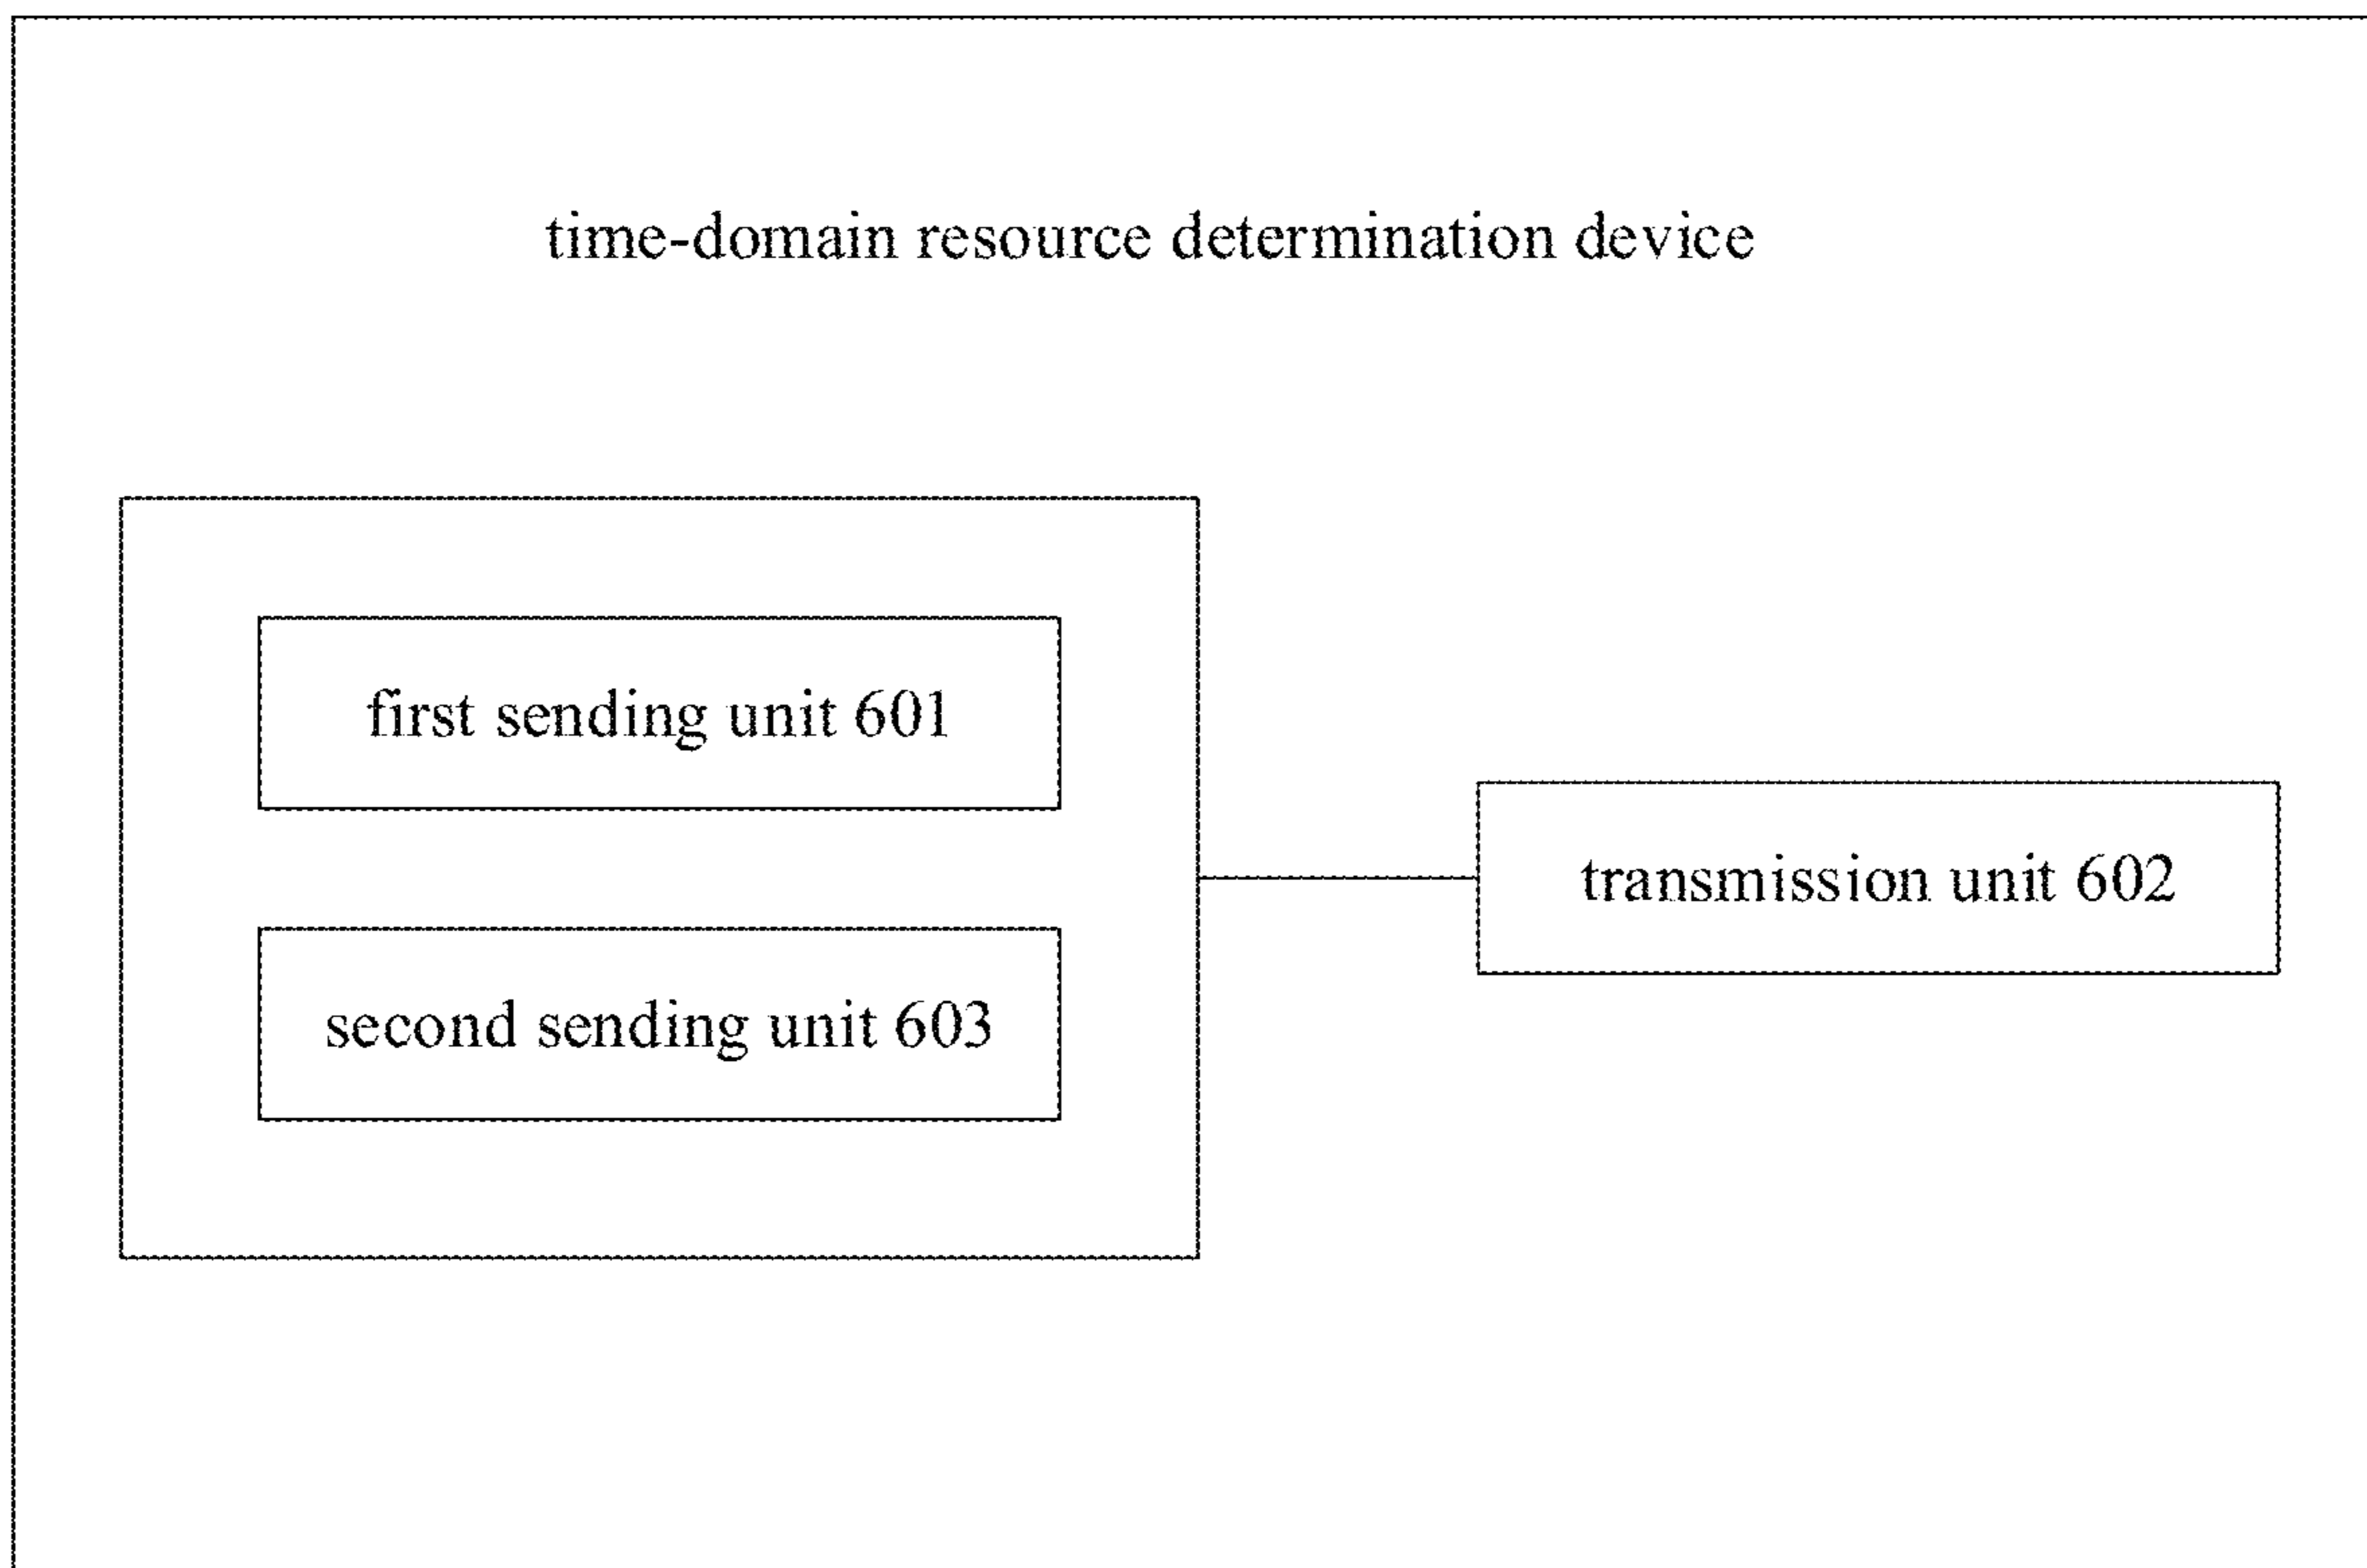 time-domain resource determination device
first sending unit 601
transmission unit 602
second sending unit 603